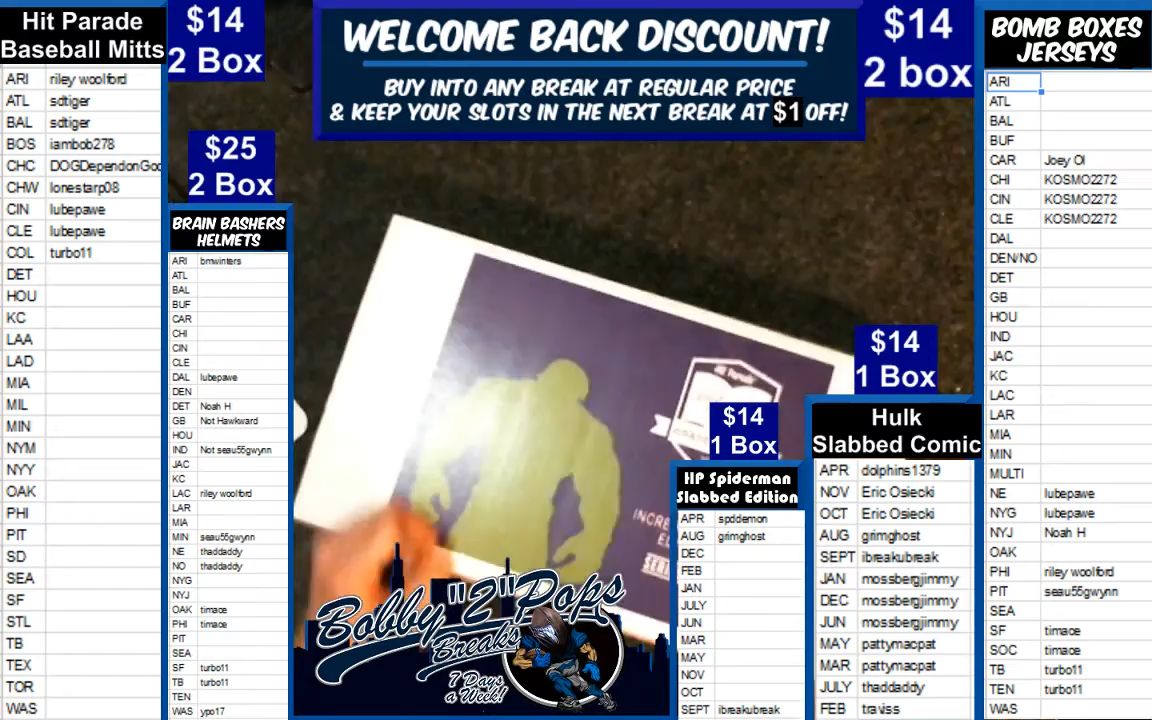 Hit Parade
Baseball Mitts
ARI riley woolford
ATL sdtiger
BAL sdtiger
BOS iambob278
CHC DOGDependonGoc
CHW lonestarp08
CIN lubepawe
CLE lubepawe
COL turbo11
DET
HOU
KC
LAA
LAD
MIA
MIL
MIN
NYM
NYY
OAK
PHI
PIT
SD
SEA
SF
STL
TB
TEX
TOR
WAS
$14
2 Box
$25
2 Box
BRAIN BASHERS
HELMETS
ARI bmwinters
ATL
BAL
BUF
CAR
CHI
CIN
CLE
DAL lubepawe
DEN
DET Noah H
GB Not Hawkward
HOU
IND Not seau55gwynn
JAC
KC
LAC riley woolford
LAR
MIA
MIN seau55gwynn
NE thaddaddy
NO thaddaddy
NYG
NYJ
OAK timace
PHI timace
PIT
SEA
SF turbo11
TB turbo11
TEN
WAS ypo17
WELCOME BACK DISCOUNT!
BUY INTO ANY BREAK AT REGULAR PRICE
& KEEP YOUR SLOTS IN THE NEXT BREAK AT $1 OFF!
Bobby "2" Pops
Breaks
7 Days
a Week!
$14
1 Box
HP Spiderman
Slabbed Edition
APR spddemon
AUG grimghost
DEC
FEB
JAN
JULY
JUN
MAR
MAY
NOV
OCT
SEPT ibreakubreak
$14
2 box
$14
1 Box
Hulk
Slabbed Comic
APR dolphins1379
NOV Eric Osiecki
OCT Eric Osiecki
AUG grimghost
SEPT ibreakubreak
JAN mossbergjimmy
DEC mossbergjimmy
JUN mossbergjimmy
MAY pattymacpat
MAR pattymacpat
JULY thaddaddy
FEB traviss
BOMB BOXES
JERSEYS
ARI
ATL
BAL
BUF
CAR Joey Ol
CHI KOSMO2272
CIN KOSMO2272
CLE KOSMO2272
DAL
DEN/NO
DET
GB
HOU
IND
JAC
KC
LAC
LAR
MIA
MIN
MULTI
NE lubepawe
NYG lubepawe
NYJ Noah H
OAK
PHI riley woolford
PIT seau55gwynn
SEA
SF timace
SOC timace
TB turbo11
TEN turbo11
WAS